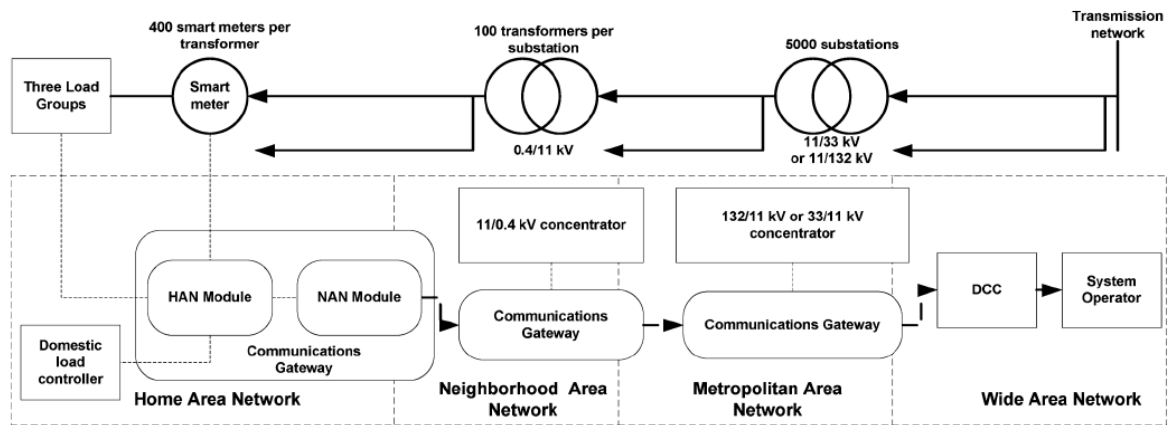 400 smart meters per
transformer
100 transformers per
substation
5000 substations
Transmission
network
Three Load
Groups
Smart
meter
0.4/11 kV
11/33 kV
or 11/132 kV
11/0.4 kV concentrator
132/11 kV or 33/11 kV
concentrator
HAN Module
NAN Module
Communications
Gateway
Domestic
load
controller
Communications
Gateway
Communications Gateway
DCC
System
Operator
Home Area Network
Neighborhood Area
Network
Metropolitan Area
Network
Wide Area Network